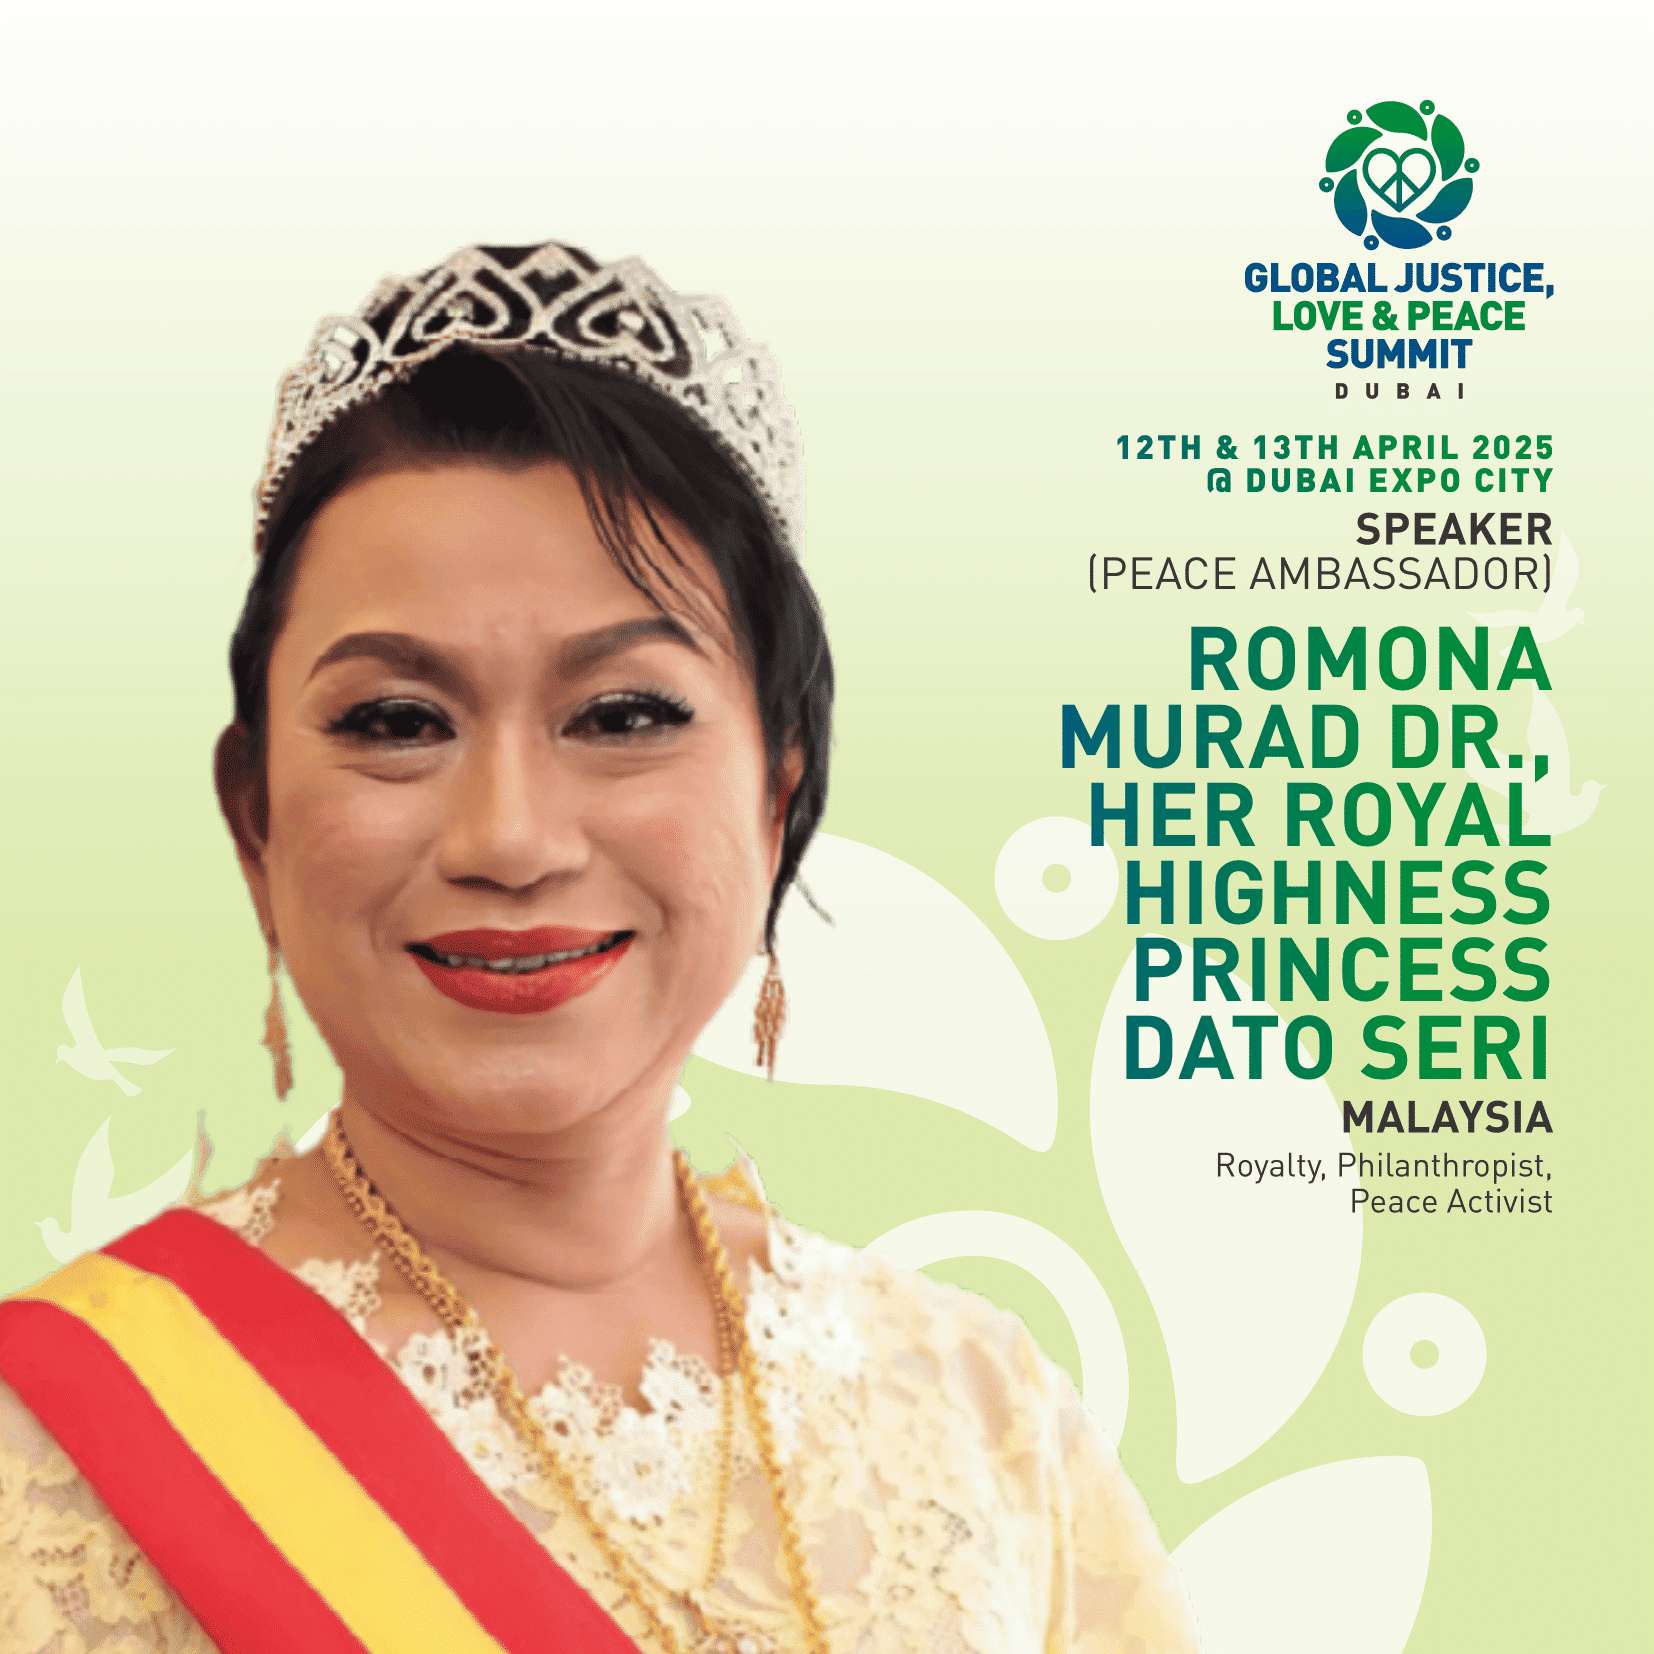 GLOBAL JUSTICE,
LOVE & PEACE
SUMMIT
DUBAI
12TH & 13TH APRIL 2025
@ DUBAI EXPO CITY
SPEAKER
(PEACE AMBASSADOR)
ROMONA
MURAD DR.,
HER ROYAL
HIGHNESS
PRINCESS
DATO SERI
MALAYSIA
Royalty, Philanthropist,
Peace Activist